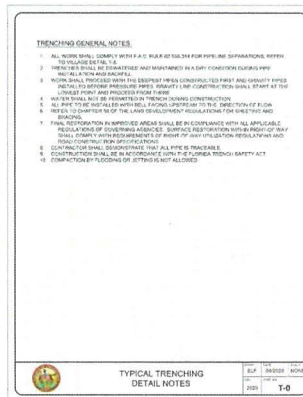 TRENCHING GENERAL NOTES
1 ALL WORK SHALL COMPLY WITH F.A.C. RULE 62-555.314 FOR PIPELINE SEPARATIONS, REFER
TO VILLAGE DETAIL T-8.
2 TRENCHES SHALL BE DEWATERED AND MAINTAINED IN A DRY CONDITION DURING PIPE
INSTALLATION AND BACKFILL.
3 WORK SHALL PROCEED WITH THE DEEPEST PIPES CONSTRUCTED FIRST AND GRAVITY PIPES
INSTALLED BEFORE PRESSURE PIPES. GRAVITY LINE CONSTRUCTION SHALL START AT THE
LOWEST POINT AND PROCEED FROM THERE.
4 WATER SHALL NOT BE PERMITTED IN TRENCH DURING CONSTRUCTION.
5 ALL PIPE TO BE INSTALLED WITH BELL FACING UPSTREAM TO THE DIRECTION OF FLOW.
6 REFER TO CHAPTER OF THE LAND DEVELOPMENT REGULATIONS FOR SHEETING AND
BRACING.
7 FINAL RESTORATION IN IMPROVED AREAS SHALL BE IN COMPLIANCE WITH ALL APPLICABLE
REGULATIONS OF GOVERNING AGENCIES. SURFACE RESTORATION WITHIN RIGHT-OF-WAY
SHALL COMPLY WITH REQUIREMENTS OF RIGHT-OF-WAY UTILIZATION REGULATIONS AND
ROAD CONSTRUCTION SPECIFICATIONS.
8 CONTRACTOR SHALL DEMONSTRATE THAT ALL PIPE IS TRACEABLE.
9 CONSTRUCTION SHALL BE IN ACCORDANCE WITH THE FLORIDA TRENCH SAFETY ACT.
10 COMPACTION BY FLOODING OR JETTING IS NOT ALLOWED.
TYPICAL TRENCHING
DETAIL NOTES
SLF 2020 NONE
2020 T-0